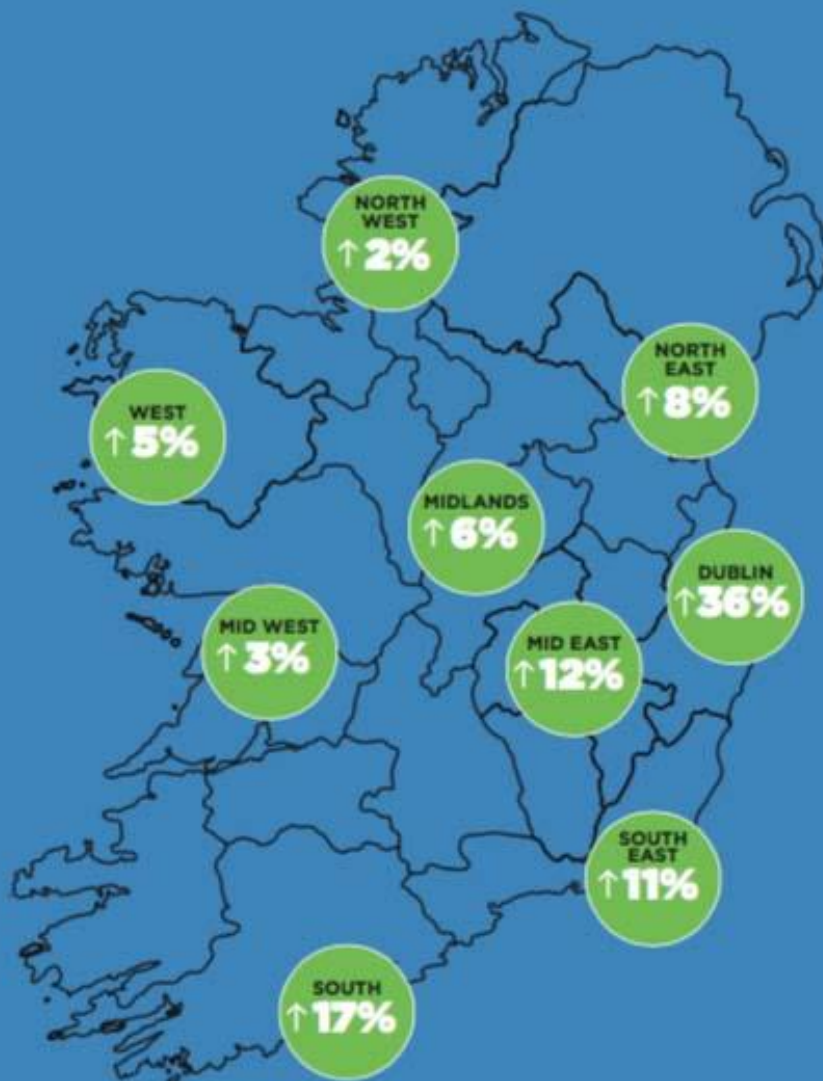 NORTH
WEST
↑2%
NORTH
EAST
↑8%
WEST
↑5%
MIDLANDS
↑6%
DUBLIN
↑36%
MID WEST
↑3%
MID EAST
↑12%
SOUTH
EAST
↑11%
SOUTH
↑17%